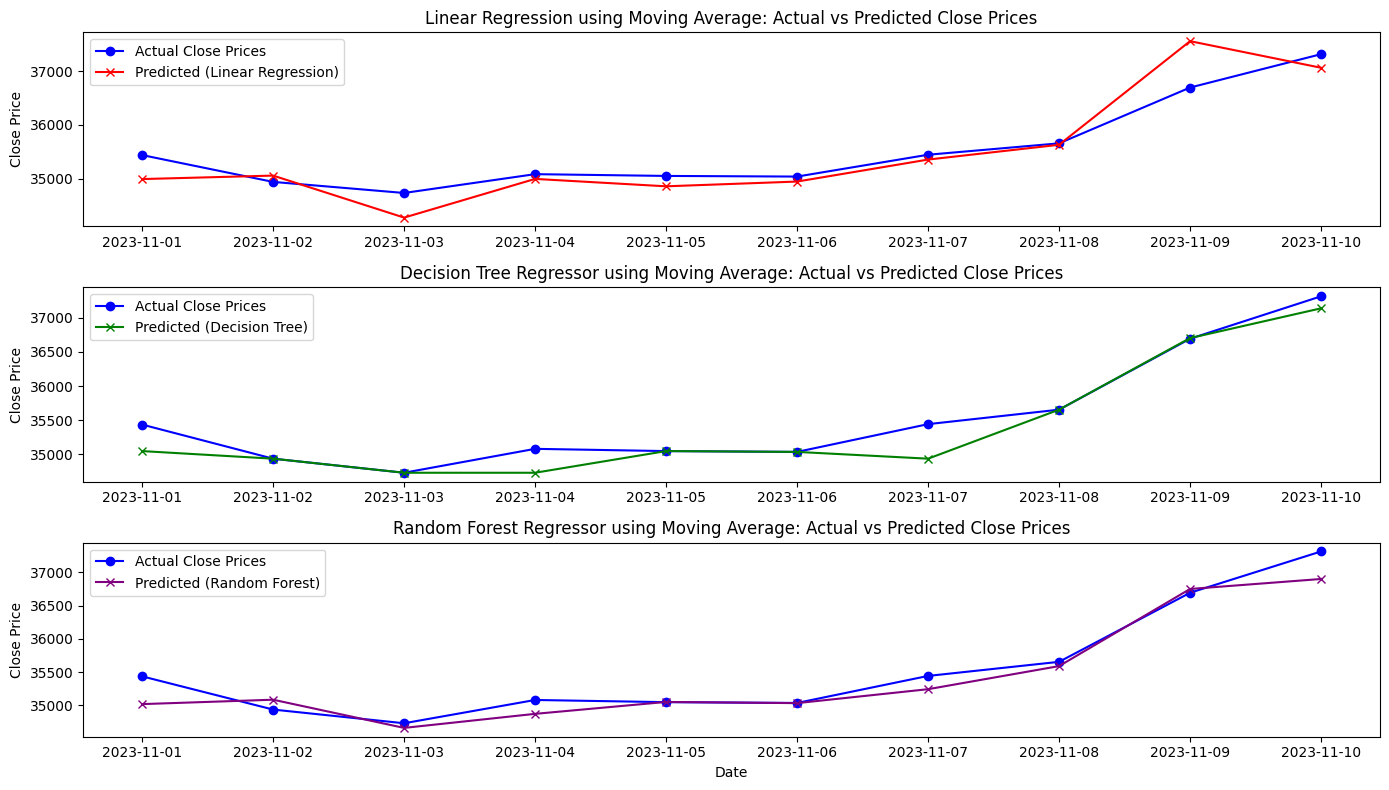 Linear Regression using Moving Average: Actual vs Predicted Close Prices
Actual Close Prices
Predicted (Linear Regression)
Close Price
37000
36000
35000
2023-11-01 2023-11-02 2023-11-03 2023-11-04 2023-11-05 2023-11-06 2023-11-07 2023-11-08 2023-11-09 2023-11-10
Decision Tree Regressor using Moving Average: Actual vs Predicted Close Prices
Actual Close Prices
Predicted (Decision Tree)
Close Price
37000
36500
36000
35500
35000
2023-11-01 2023-11-02 2023-11-03 2023-11-04 2023-11-05 2023-11-06 2023-11-07 2023-11-08 2023-11-09 2023-11-10
Random Forest Regressor using Moving Average: Actual vs Predicted Close Prices
Actual Close Prices
Predicted (Random Forest)
Close Price
37000
36500
36000
35500
35000
2023-11-01 2023-11-02 2023-11-03 2023-11-04 2023-11-05 2023-11-06 2023-11-07 2023-11-08 2023-11-09 2023-11-10
Date